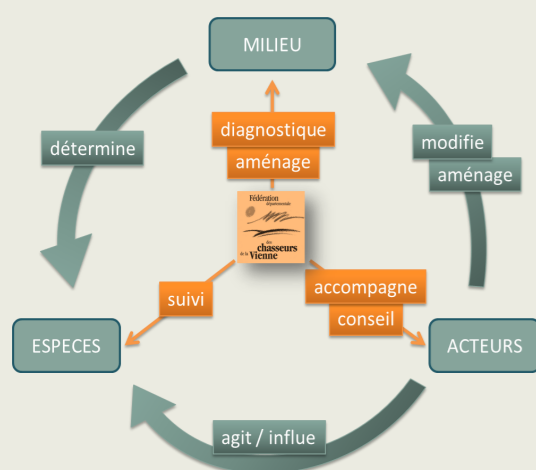 MILIEU
diagnostique
aménage
détermine
modifie
aménage
Fédération
départementale
des
chasseurs
de la Vienne
suivi
accompagne
conseil
ESPECES
ACTEURS
agit / influe